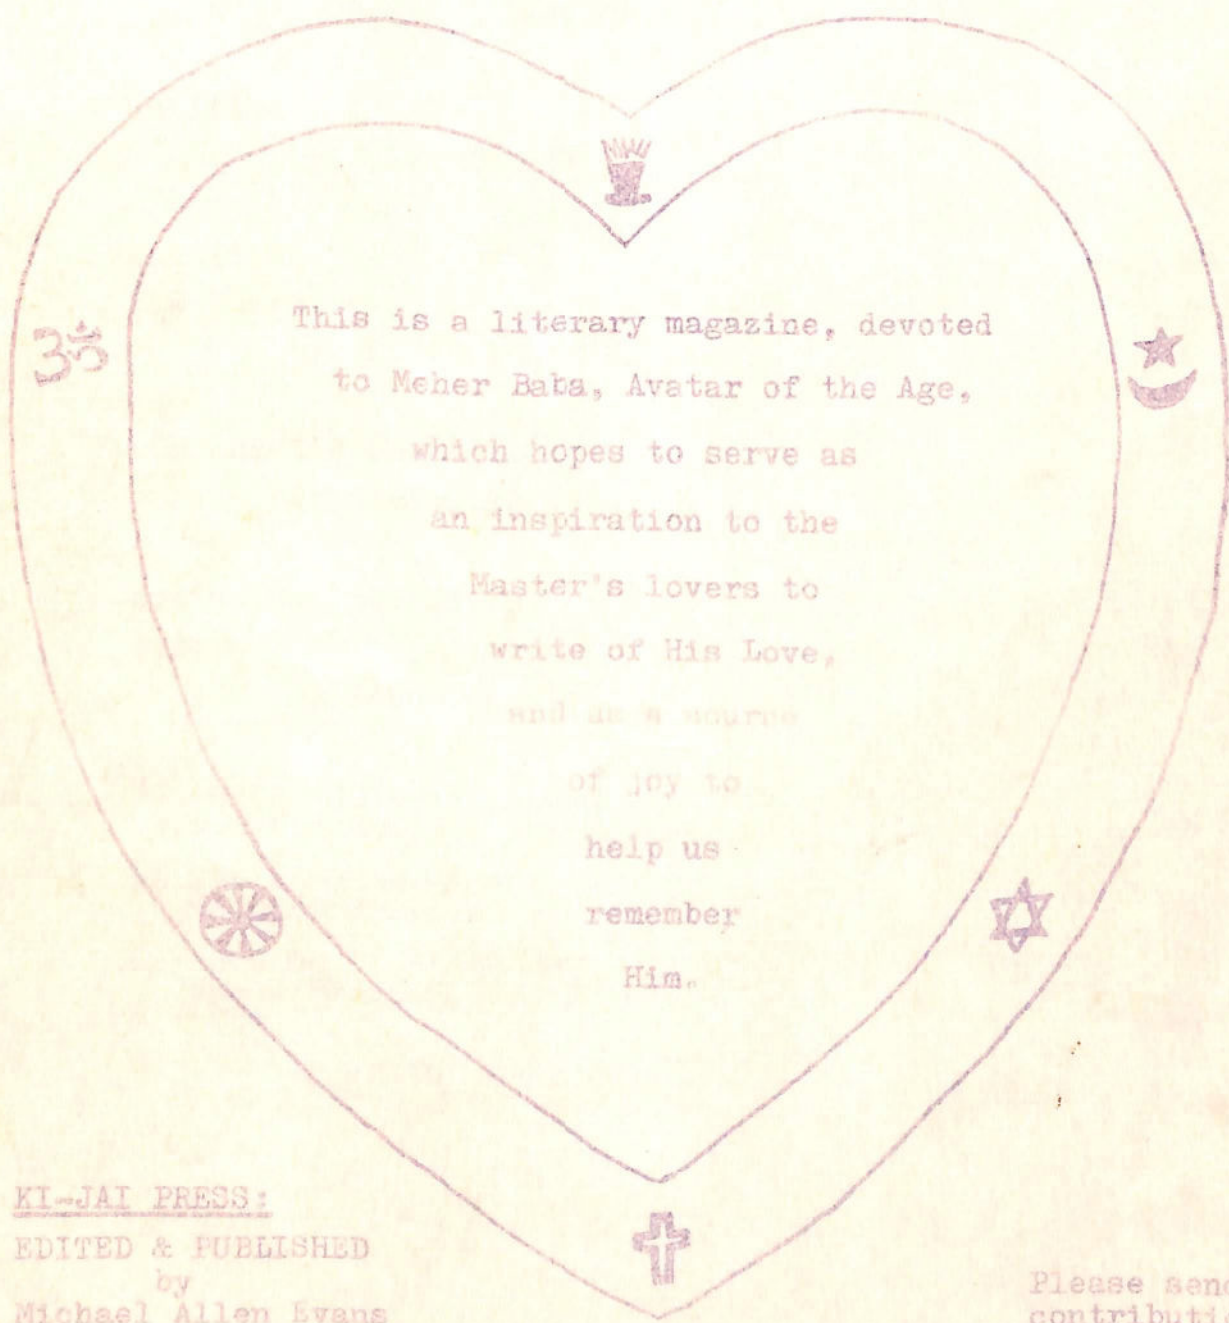 ॐ
This is a literary magazine, devoted
to Meher Baba, Avatar of the Age,
which hopes to serve as
an inspiration to the
Master's lovers to
write of His Love,
and as a source
of joy to
help us
remember
Him.
KI-JAI PRESS:
EDITED & PUBLISHED
by
Michael Allen Evans
Please send
contributi